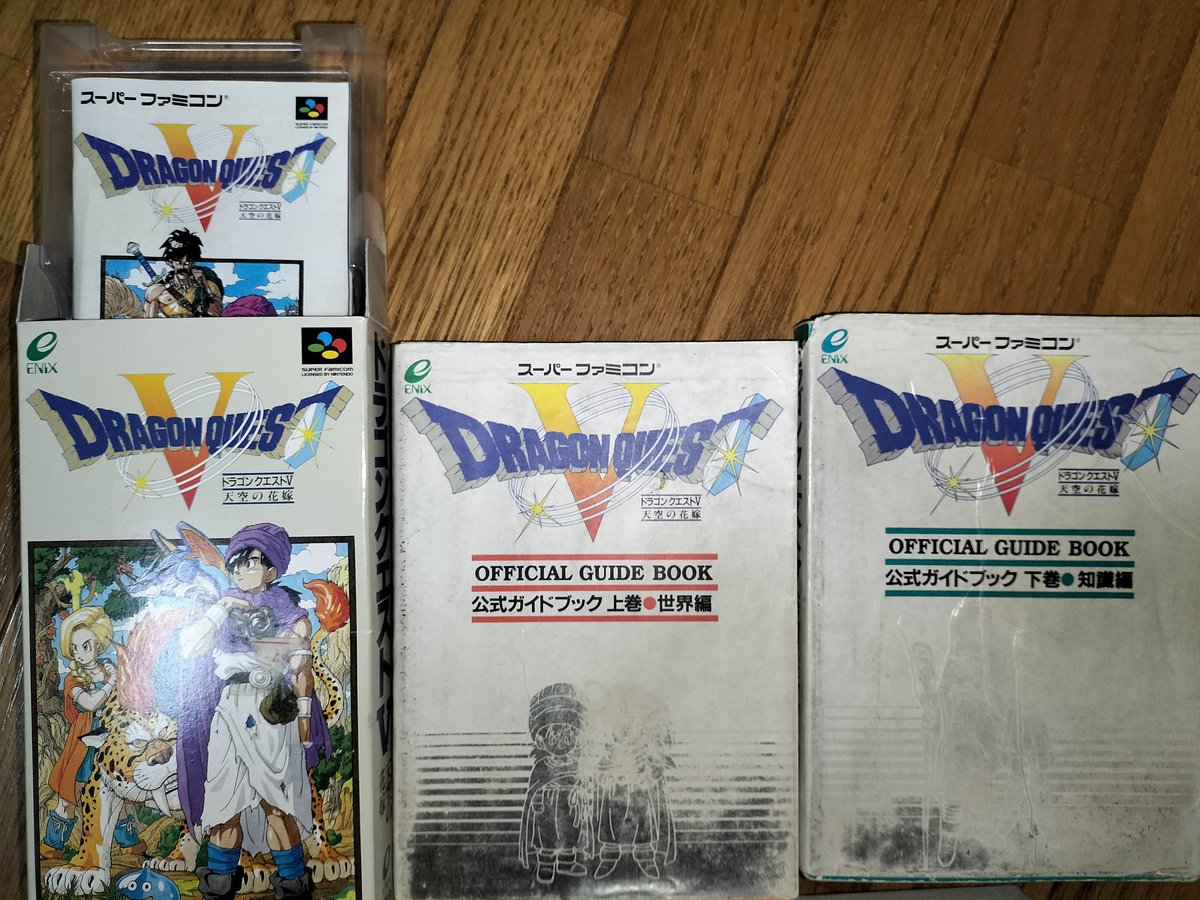 スーパーファミコン®
SUPER FAMICOM
LICENSED BY NINTENDO
V
DRAGON QUEST
ドラゴンクエストV
天空の花嫁
e
ENIX
SUPER FAMICOM
LICENSED BY NINTENDO
V
DRAGON QUEST
ドラゴンクエストV
天空の花嫁
e
ENIX
スーパーファミコン®
V
DRAGON QUEST
ドラゴンクエストV
天空の花嫁
OFFICIAL GUIDE BOOK
公式ガイドブック 上巻●世界編
e
ENIX
スーパーファミコン®
V
DRAGON QUEST
ドラゴンクエストV
天空の花嫁
OFFICIAL GUIDE BOOK
公式ガイドブック 下巻●知識編